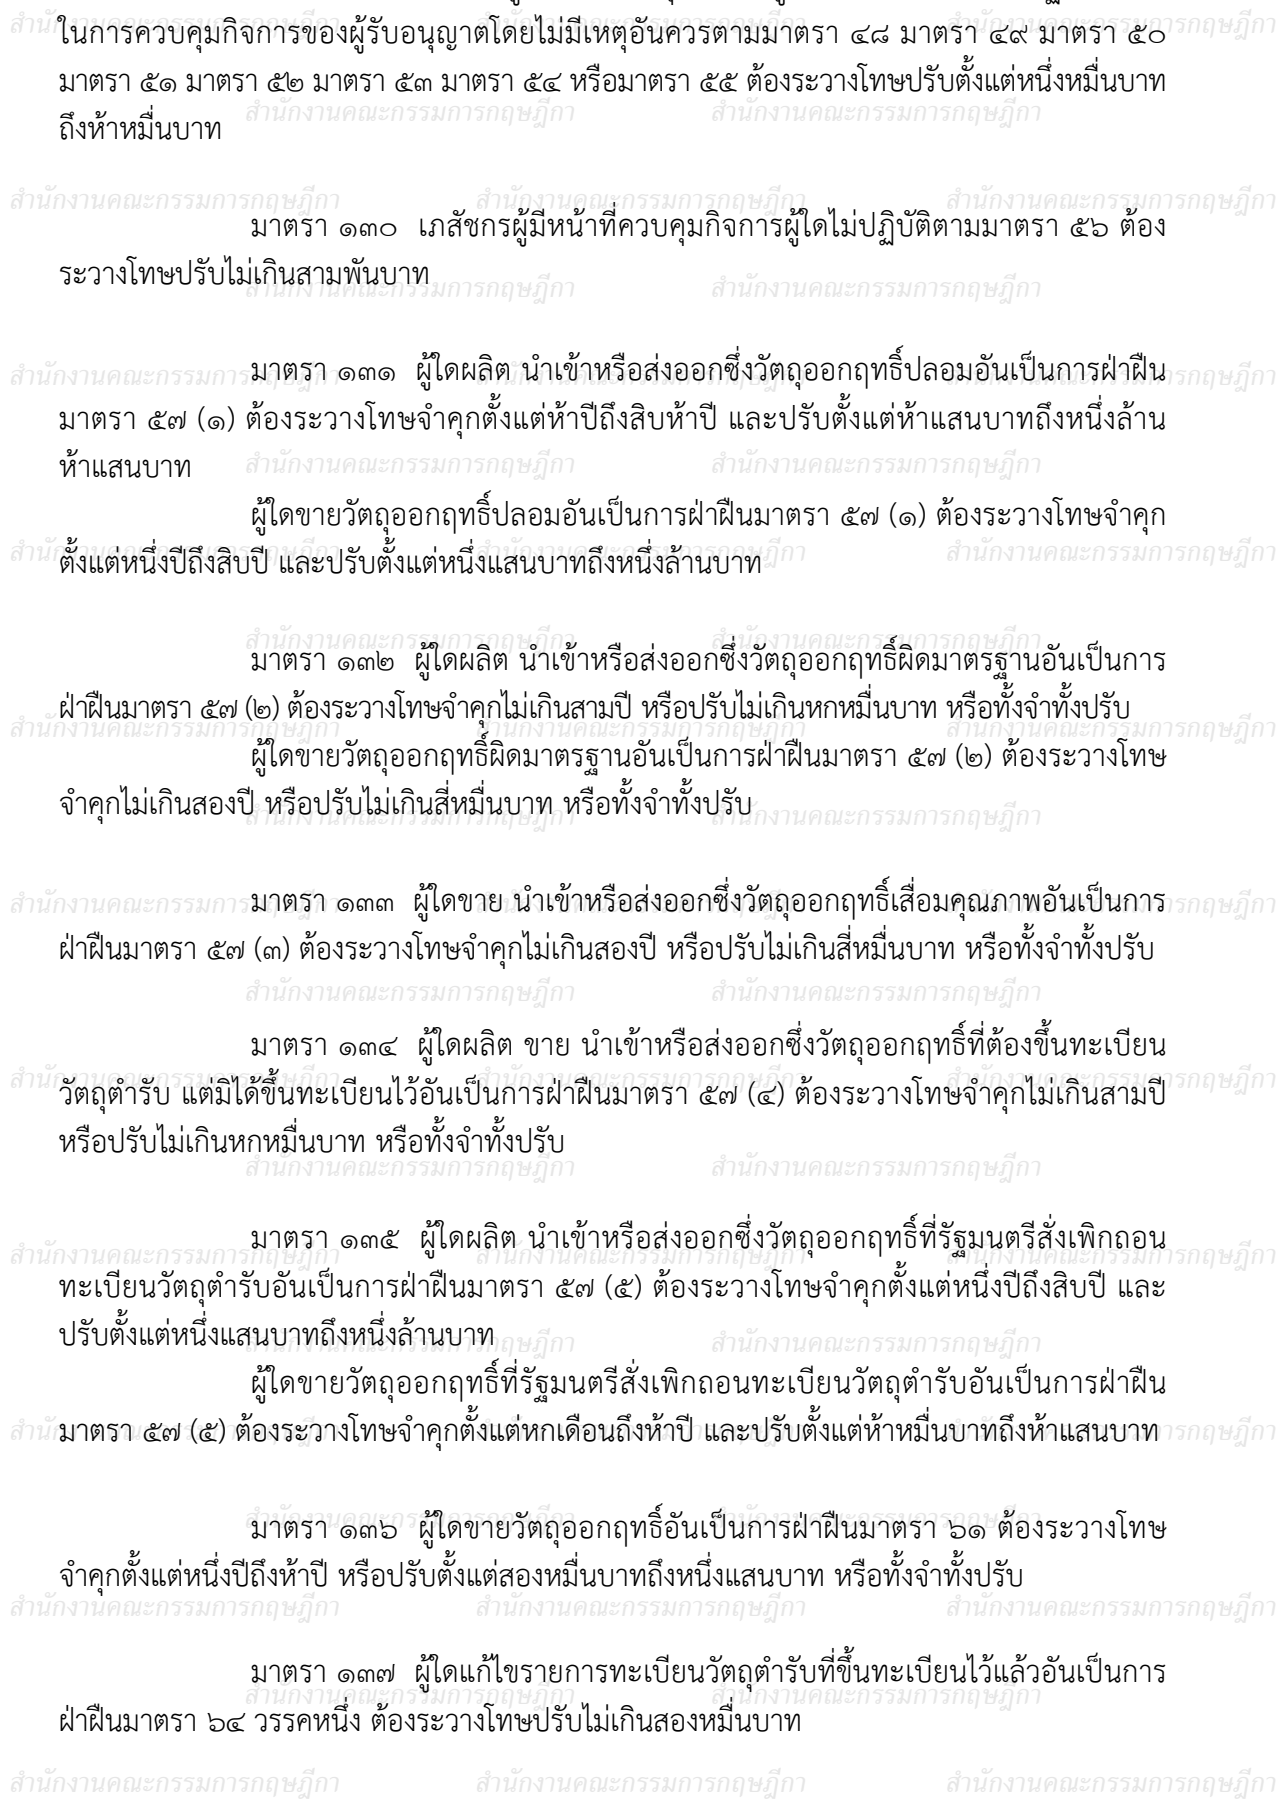 ในการควบคุมกิจการของผู้รับอนุญาตโดยไม่มีเหตุอันควรตามมาตรา ๔๘ มาตรา ๔๙ มาตรา ๕๐
มาตรา ๕๑ มาตรา ๕๒ มาตรา ๕๓ มาตรา ๕๔ หรือมาตรา ๕๕ ต้องระวางโทษปรับตั้งแต่หนึ่งหมื่นบาท
ถึงห้าหมื่นบาท
มาตรา ๑๓๐ เภสัชกรผู้มีหน้าที่ควบคุมกิจการผู้ใดไม่ปฏิบัติตามมาตรา ๕๖ ต้อง
ระวางโทษปรับไม่เกินสามพันบาท
มาตรา ๑๓๑ ผู้ใดผลิต นำเข้าหรือส่งออกซึ่งวัตถุออกฤทธิ์ปลอมอันเป็นการฝ่าฝืน
มาตรา ๕๗ (๑) ต้องระวางโทษจำคุกตั้งแต่ห้าปีถึงสิบห้าปี และปรับตั้งแต่ห้าแสนบาทถึงหนึ่งล้าน
ห้าแสนบาท
ผู้ใดขายวัตถุออกฤทธิ์ปลอมอันเป็นการฝ่าฝืนมาตรา ๕๗ (๑) ต้องระวางโทษจำคุก
ตั้งแต่หนึ่งปีถึงสิบปี และปรับตั้งแต่หนึ่งแสนบาทถึงหนึ่งล้านบาท
มาตรา ๑๓๒ ผู้ใดผลิต นำเข้าหรือส่งออกซึ่งวัตถุออกฤทธิ์ผิดมาตรฐานอันเป็นการ
ฝ่าฝืนมาตรา ๕๗ (๒) ต้องระวางโทษจำคุกไม่เกินสามปี หรือปรับไม่เกินหกหมื่นบาท หรือทั้งจำทั้งปรับ
ผู้ใดขายวัตถุออกฤทธิ์ผิดมาตรฐานอันเป็นการฝ่าฝืนมาตรา ๕๗ (๒) ต้องระวางโทษ
จำคุกไม่เกินสองปี หรือปรับไม่เกินสี่หมื่นบาท หรือทั้งจำทั้งปรับ
มาตรา ๑๓๓ ผู้ใดขาย นำเข้าหรือส่งออกซึ่งวัตถุออกฤทธิ์เสื่อมคุณภาพอันเป็นการ
ฝ่าฝืนมาตรา ๕๗ (๓) ต้องระวางโทษจำคุกไม่เกินสองปี หรือปรับไม่เกินสี่หมื่นบาท หรือทั้งจำทั้งปรับ
มาตรา ๑๓๔ ผู้ใดผลิต ขาย นำเข้าหรือส่งออกซึ่งวัตถุออกฤทธิ์ที่ต้องขึ้นทะเบียน
วัตถุตำรับ แต่มิได้ขึ้นทะเบียนไว้อันเป็นการฝ่าฝืนมาตรา ๕๗ (๔) ต้องระวางโทษจำคุกไม่เกินสามปี
หรือปรับไม่เกินหกหมื่นบาท หรือทั้งจำทั้งปรับ
มาตรา ๑๓๕ ผู้ใดผลิต นำเข้าหรือส่งออกซึ่งวัตถุออกฤทธิ์ที่รัฐมนตรีสั่งเพิกถอน
ทะเบียนวัตถุตำรับอันเป็นการฝ่าฝืนมาตรา ๕๗ (๕) ต้องระวางโทษจำคุกตั้งแต่หนึ่งปีถึงสิบปี และ
ปรับตั้งแต่หนึ่งแสนบาทถึงหนึ่งล้านบาท
ผู้ใดขายวัตถุออกฤทธิ์ที่รัฐมนตรีสั่งเพิกถอนทะเบียนวัตถุตำรับอันเป็นการฝ่าฝืน
มาตรา ๕๗ (๕) ต้องระวางโทษจำคุกตั้งแต่หกเดือนถึงห้าปี และปรับตั้งแต่ห้าหมื่นบาทถึงห้าแสนบาท
มาตรา ๑๓๖ ผู้ใดขายวัตถุออกฤทธิ์อันเป็นการฝ่าฝืนมาตรา ๖๑ ต้องระวางโทษ
จำคุกตั้งแต่หนึ่งปีถึงห้าปี หรือปรับตั้งแต่สองหมื่นบาทถึงหนึ่งแสนบาท หรือทั้งจำทั้งปรับ
มาตรา ๑๓๗ ผู้ใดแก้ไขรายการทะเบียนวัตถุตำรับที่ขึ้นทะเบียนไว้แล้วอันเป็นการ
ฝ่าฝืนมาตรา ๖๔ วรรคหนึ่ง ต้องระวางโทษปรับไม่เกินสองหมื่นบาท
สำนักงานคณะกรรมการกฤษฎีกา สำนักงานคณะกรรมการกฤษฎีกา สำนักงานคณะกรรมการกฤษฎีกา